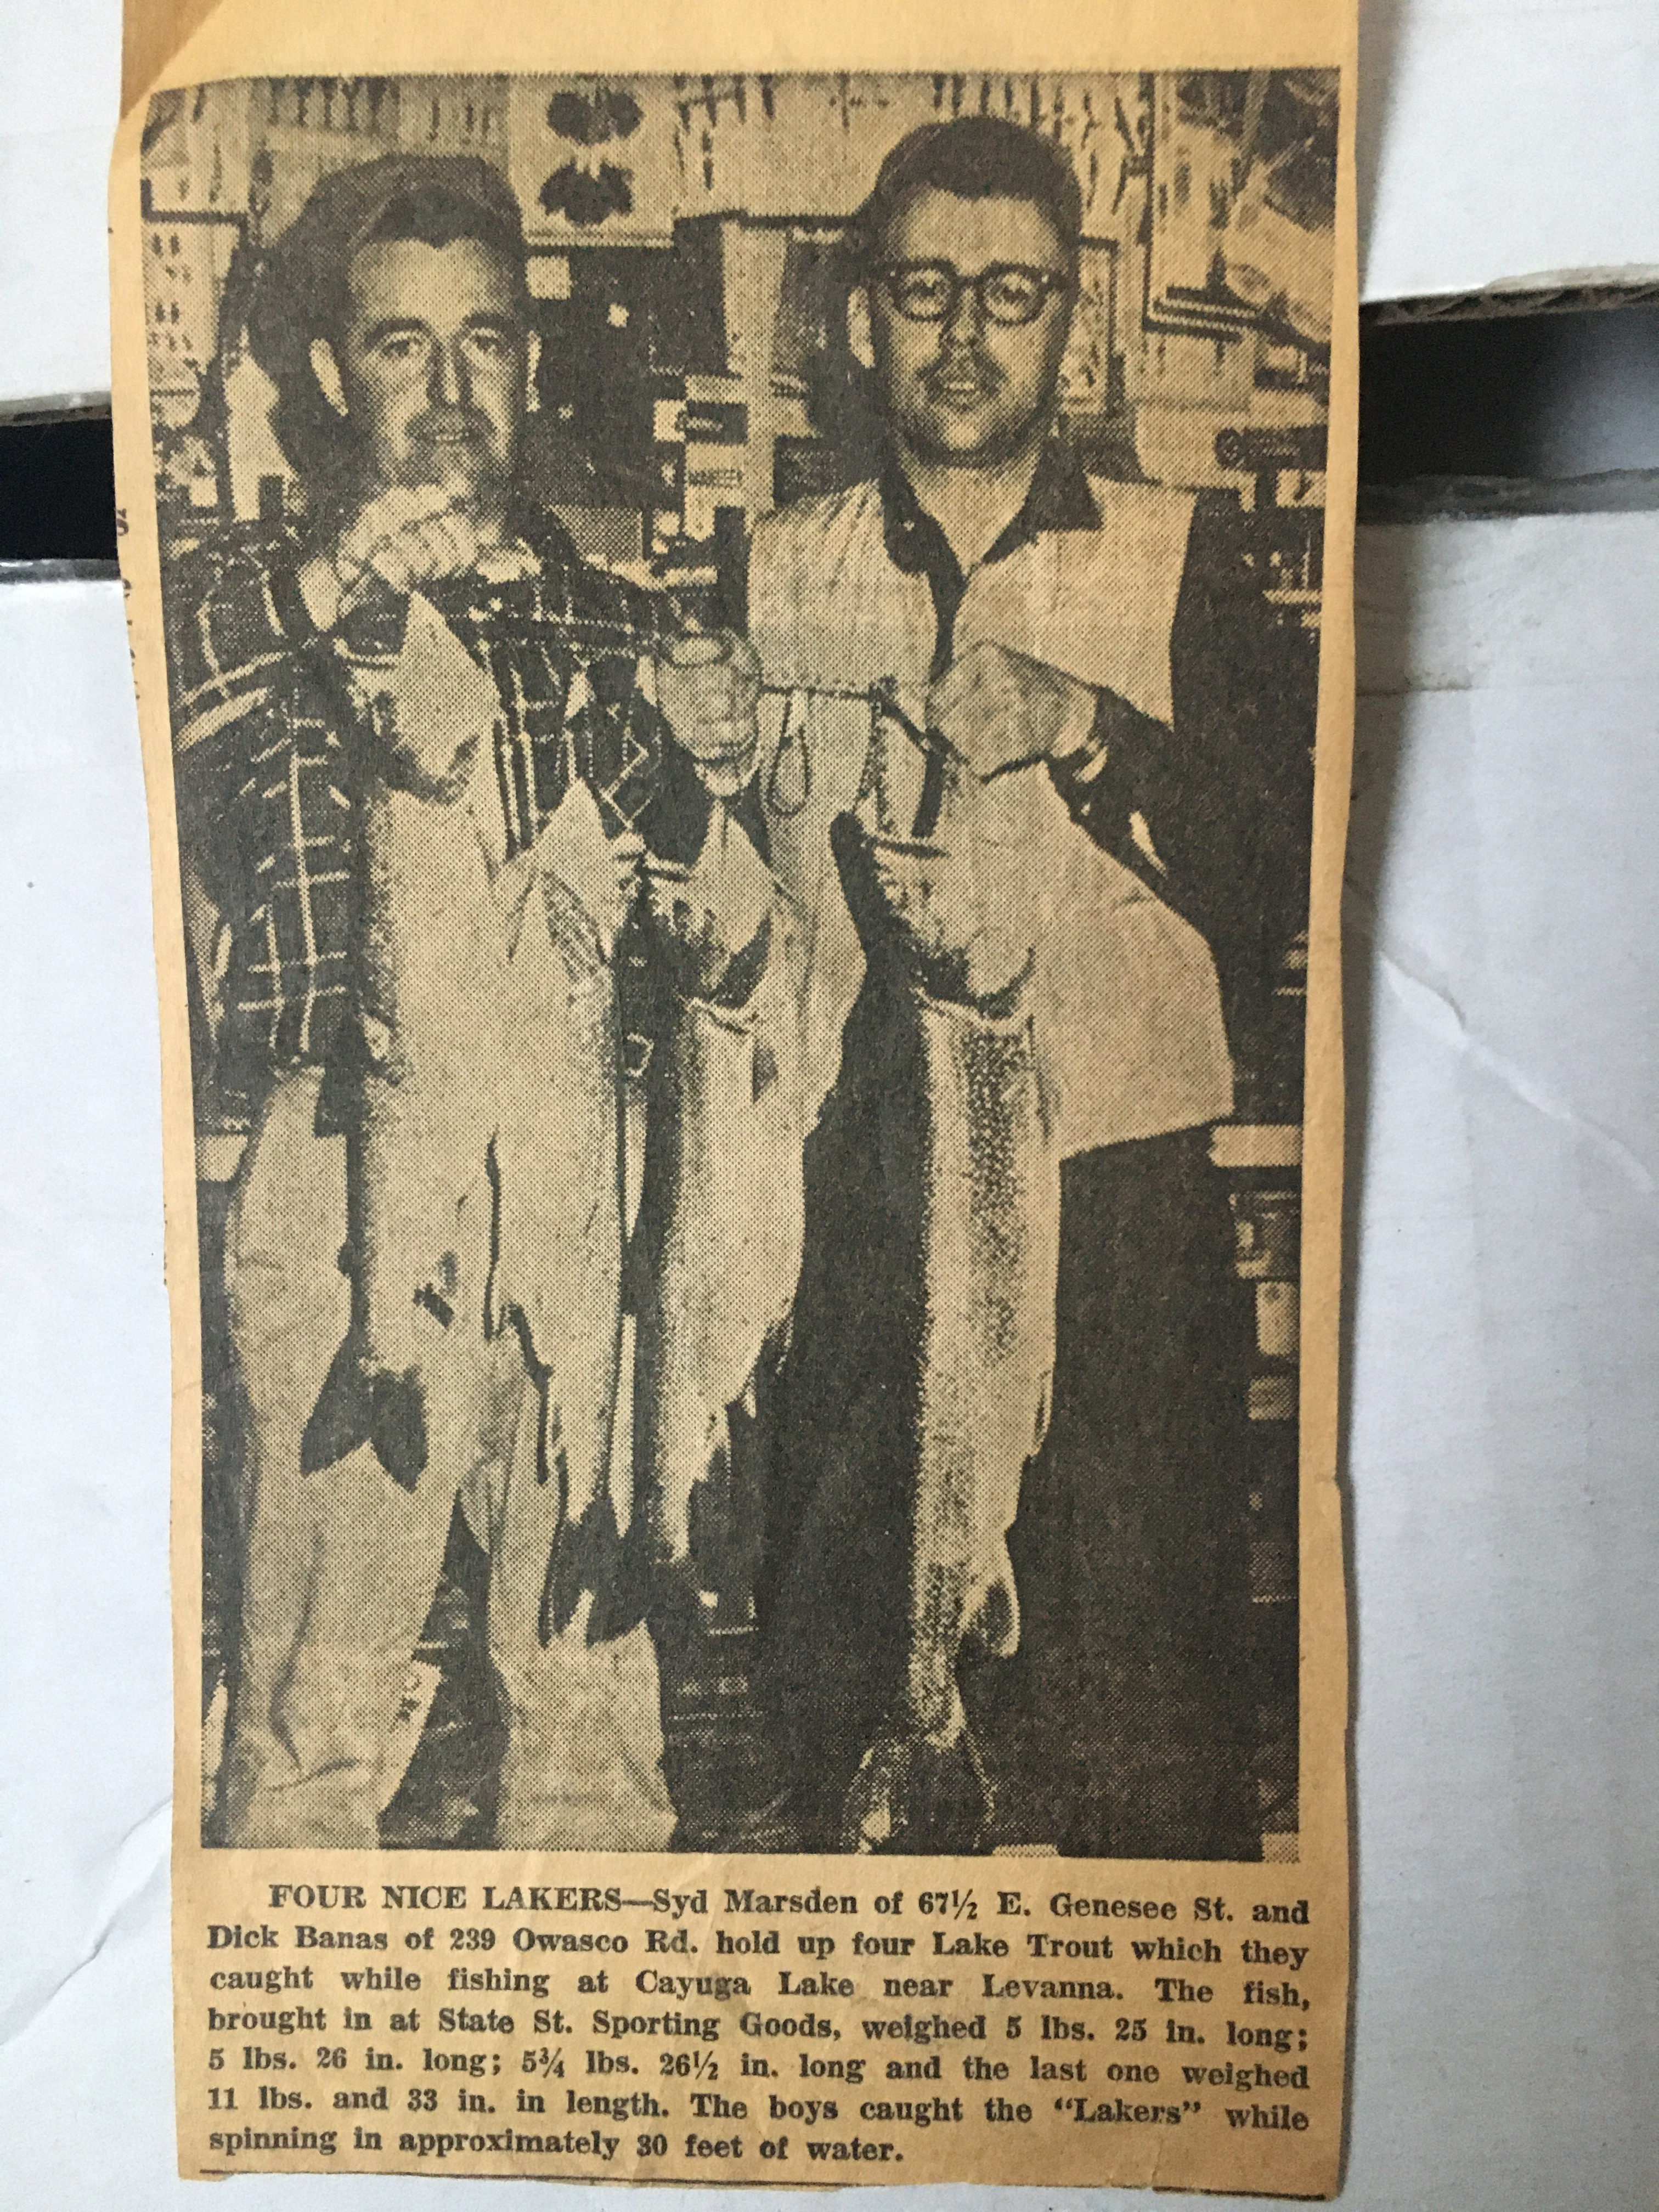 FOUR NICE LAKERS—Syd Marsden of 67½ E. Genesee St. and
Dick Banas of 239 Owasco Rd. hold up four Lake Trout which they
caught while fishing at Cayuga Lake near Levanna. The fish,
brought in at State St. Sporting Goods, weighed 5 lbs. 25 in. long;
5 lbs. 26 in. long; 5¾ lbs. 26½ in. long and the last one weighed
11 lbs. and 33 in. in length. The boys caught the “Lakers” while
spinning in approximately 30 feet of water.